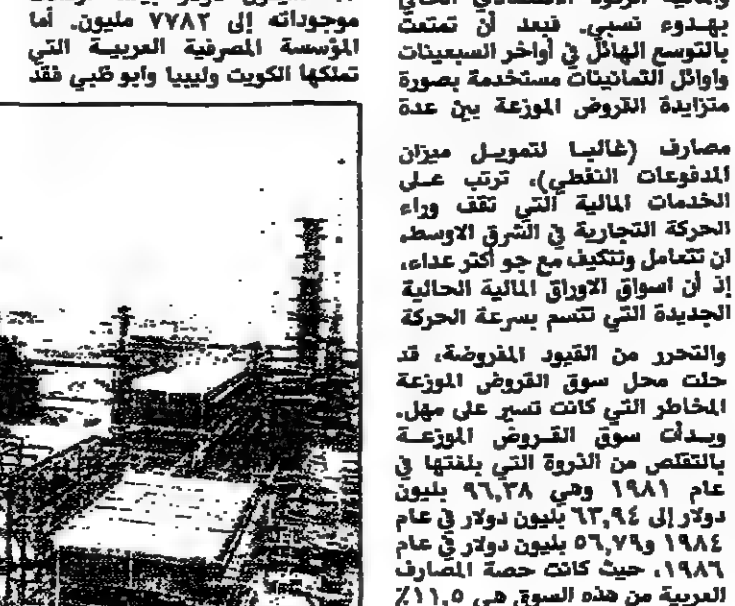 والمالية الركود الاقتصادي الحالي
بهدوء نسبي. فبعد أن تمتعت
بالتوسع الهائل في أواخر السبعينات
واوائل الثمانينات مستخدمة بصورة
متزايدة القروض الموزعة بين عدة
مصارف (غالبا لتمويل ميزان
المدفوعات النفطي)، ترتب على
الخدمات المالية التي تقف وراء
الحركة التجارية في الشرق الاوسط،
ان تتعامل وتتكيف مع جو أكثر عداء،
إذ أن اسواق الاوراق المالية الحالية
الجديدة التي تتسم بسرعة الحركة
والتحرر من القيود المفروضة، قد
حلت محل سوق القروض الموزعة
المخاطر التي كانت تسير على مهل.
وبدأت سوق القروض الموزعة
بالتقلص من الذروة التي بلغتها في
عام ١٩٨١ وهي ٩٦,٣٨ بليون
دولار إلى ٦٣,٩٤ بليون دولار في عام
١٩٨٤ و٥٦,٧٩ بليون دولار في عام
١٩٨٦، حيث كانت حصة المصارف
العربية من هذه السوق هي ١١,٥٪
موجوداته إلى ٧٧٨٢ مليون. أما
المؤسسة المصرفية العربية التي
تملكها الكويت وليبيا وابو ظبي فقد